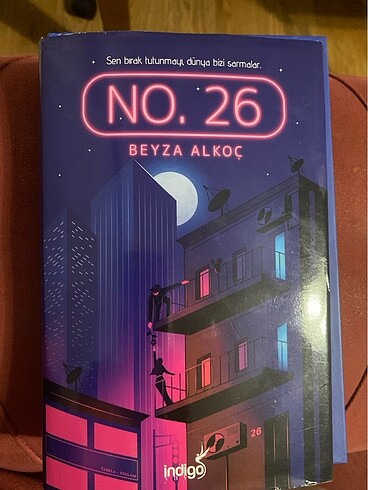 Sen bırak tutunmayı, dünya bizi sarmalar.
NO. 26
BEYZA ALKOÇ
26
indigo